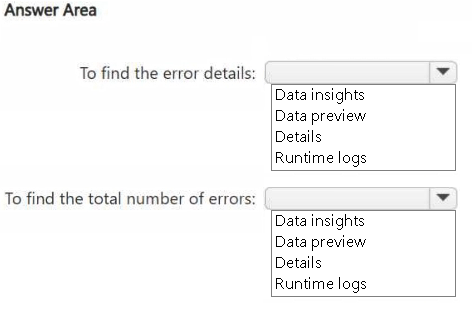 Answer Area
To find the error details:
Data insights
Data preview
Details
Runtime logs
To find the total number of errors:
Data insights
Data preview
Details
Runtime logs